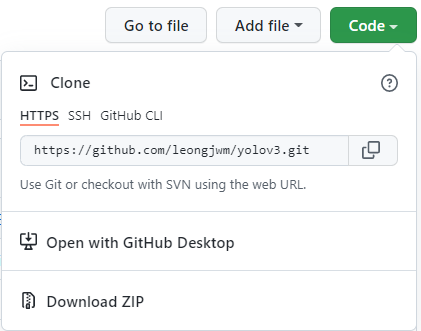 Go to file Add file Code
Clone
HTTPS SSH GitHub CLI
https://github.com/leongjwm/yolov3.git
Use Git or checkout with SVN using the web URL.
Open with GitHub Desktop
Download ZIP